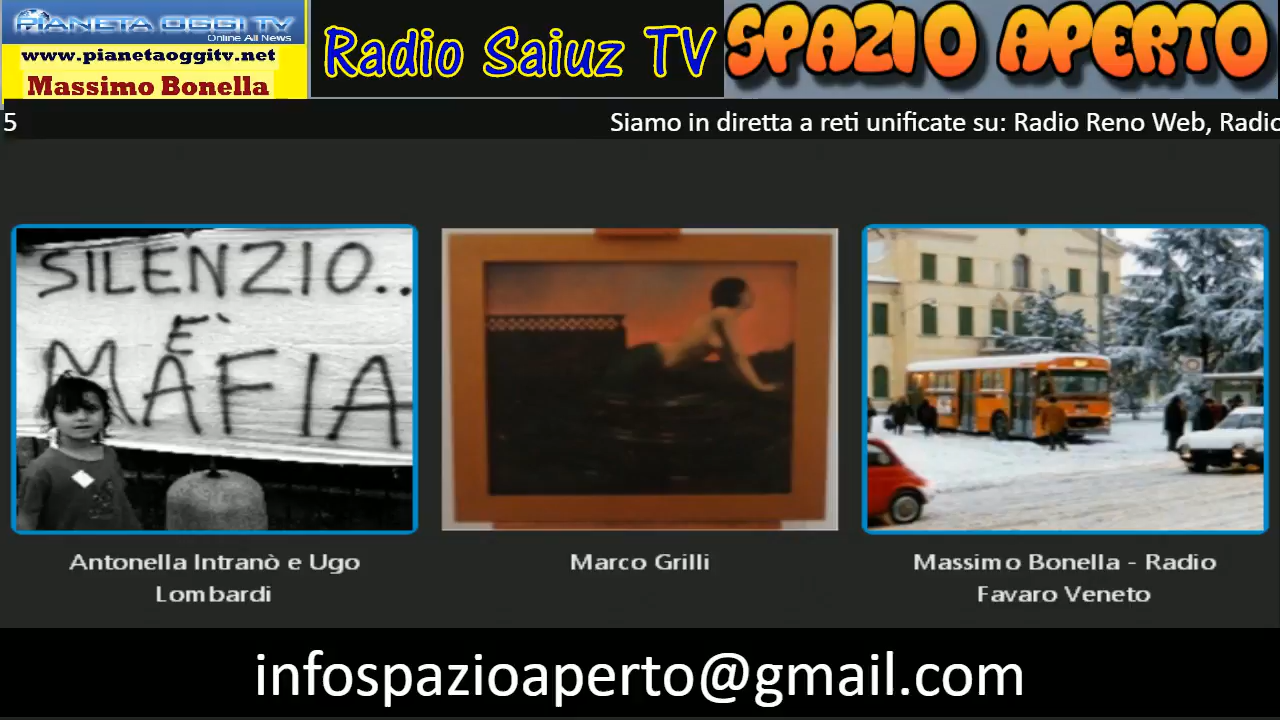 PIANETA OGGI TV
Online All News
www.pianetaoggitv.net
Massimo Bonella
Radio Saiuz TV
SPAZIO APERTO
5
Siamo in diretta a reti unificate su: Radio Reno Web, Radio
SILENZIO..
E'
MAFIA
Antonella Intranò e Ugo
Lombardi
Marco Grilli
Massimo Bonella - Radio
Favaro Veneto
infospazioaperto@gmail.com